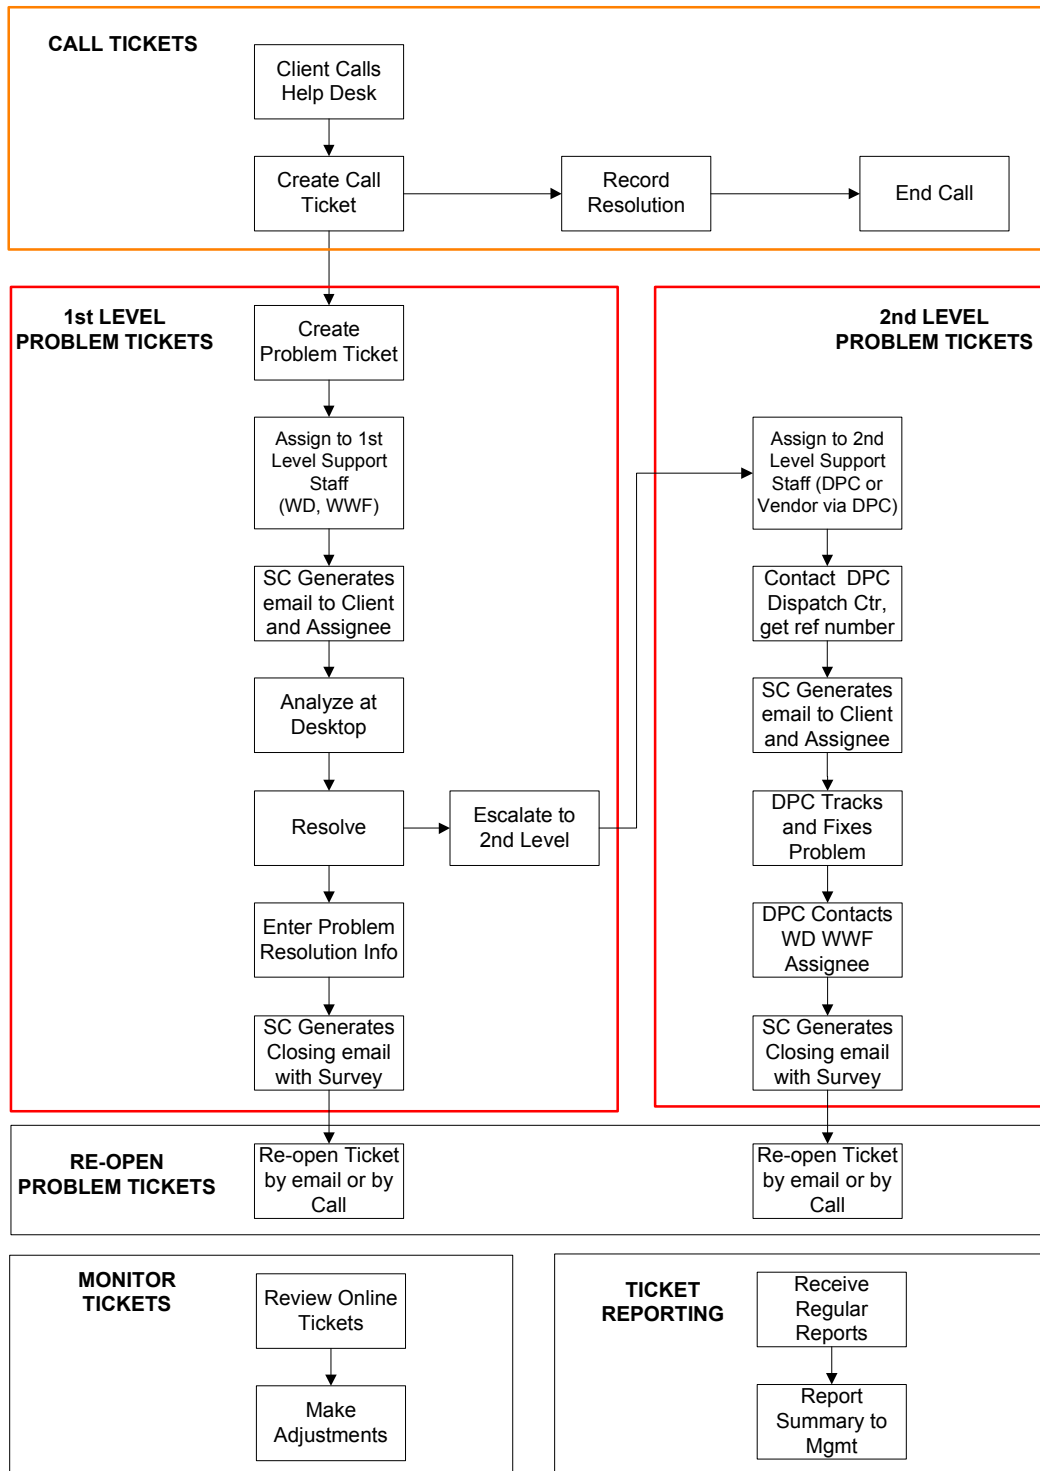 CALL TICKETS
Client Calls
Help Desk
Create Call
Ticket
Record
Resolution
End Call
1st LEVEL
PROBLEM TICKETS
Create
Problem Ticket
Assign to 1st
Level Support
Staff
(WD, WWF)
SC Generates
email to Client
and Assignee
Analyze at
Desktop
Resolve
Escalate to
2nd Level
Enter Problem
Resolution Info
SC Generates
Closing email
with Survey
2nd LEVEL
PROBLEM TICKETS
Assign to 2nd
Level Support
Staff (DPC or
Vendor via DPC)
Contact DPC
Dispatch Ctr,
get ref number
SC Generates
email to Client
and Assignee
DPC Tracks
and Fixes
Problem
DPC Contacts
WD WWF
Assignee
SC Generates
Closing email
with Survey
RE-OPEN
PROBLEM TICKETS
Re-open Ticket
by email or by
Call
Re-open Ticket
by email or by
Call
MONITOR
TICKETS
Review Online
Tickets
Make
Adjustments
TICKET
REPORTING
Receive
Regular
Reports
Report
Summary to
Mgmt